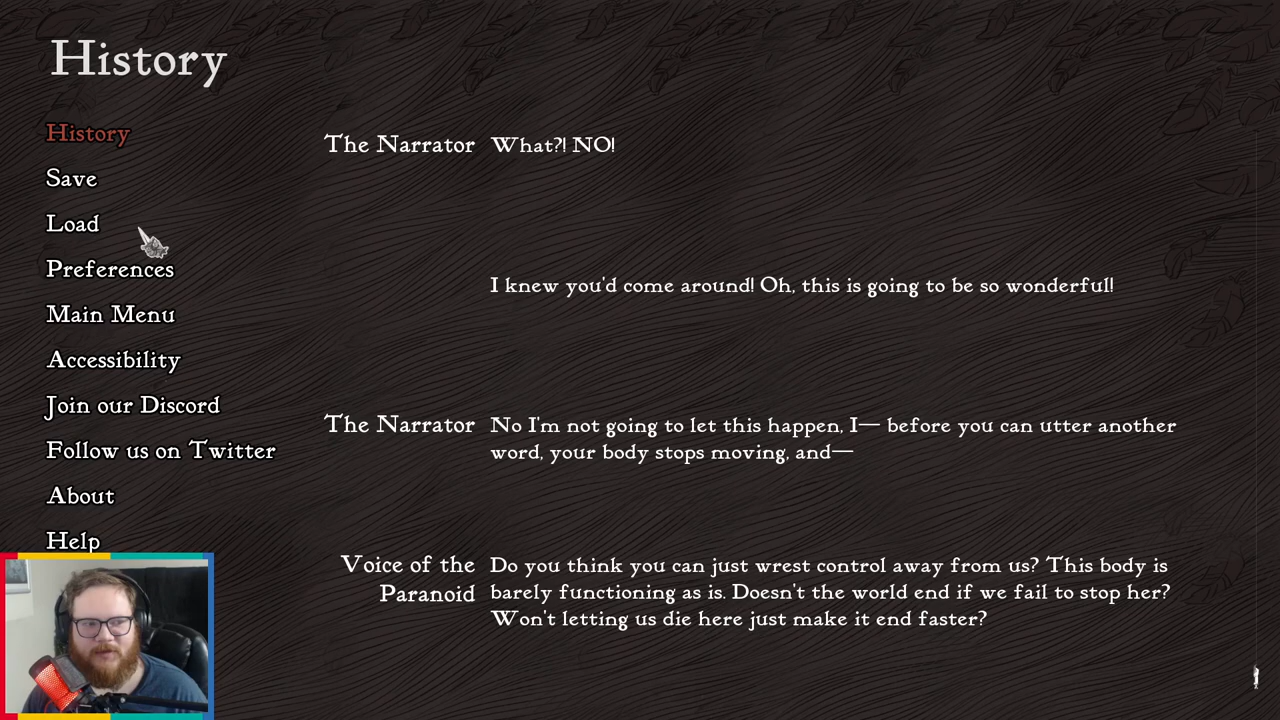 History
History
Save
Load
Preferences
Main Menu
Accessibility
Join our Discord
Follow us on Twitter
About
Help
The Narrator
What?! NO!
I knew you'd come around! Oh, this is going to be so wonderful!
The Narrator
No I'm not going to let this happen, I— before you can utter another
word, your body stops moving, and—
Voice of the
Paranoid
Do you think you can just wrest control away from us? This body is
barely functioning as is. Doesn't the world end if we fail to stop her?
Won't letting us die here just make it end faster?